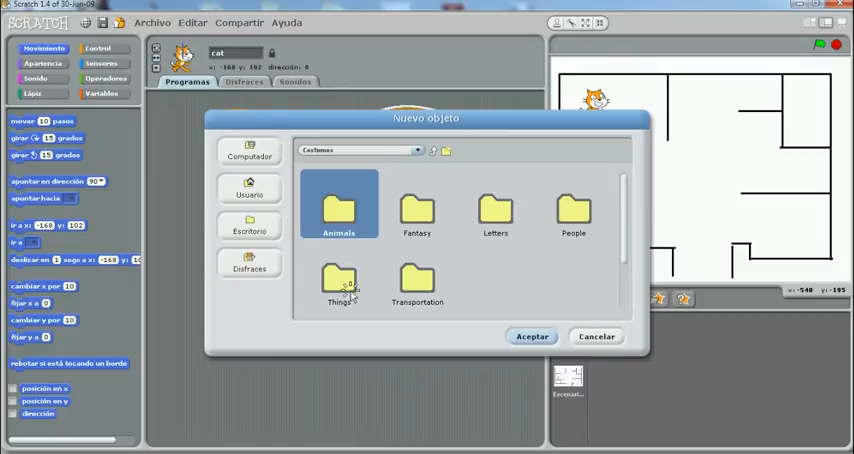 Scratch 1.4 of 30-Jun-09
SCRATCH
Archivo Editar Compartir Ayuda
Movimiento Control
Apariencia Sensores
Sonido Operadores
Lápiz Variables
cat
x: -168 y: 102 dirección: 0
Programas Disfraces Sonidos
mover 10 pasos
girar 15 grados
girar 15 grados
apuntar en dirección 90
apuntar hacia
ir a x: -168 y: 102
ir a
deslizar en 1 segs a x: -168 y: 10
cambiar x por 10
fijar x a 0
cambiar y por 10
fijar y a 0
rebotar si está tocando un borde
posición en x
posición en y
dirección
Nuevo objeto
Computador
Usuario
Escritorio
Disfraces
Costumes
Animals Fantasy Letters People
Things Transportation
Aceptar Cancelar
x: -540 y: -195
Escenari...